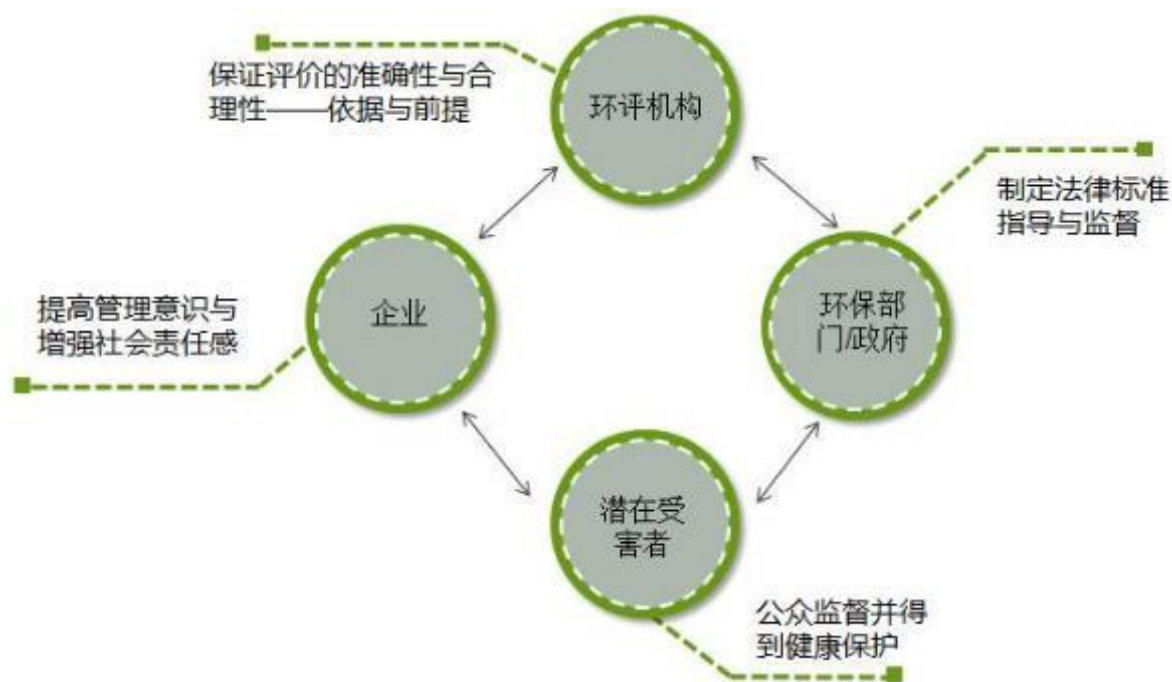 保证评价的准确性与合
理性——依据与前提
环评机构
制定法律标准
指导与监督
提高管理意识与
增强社会责任感
企业
环保部
门/政府
潜在受
害者
公众监督并得
到健康保护